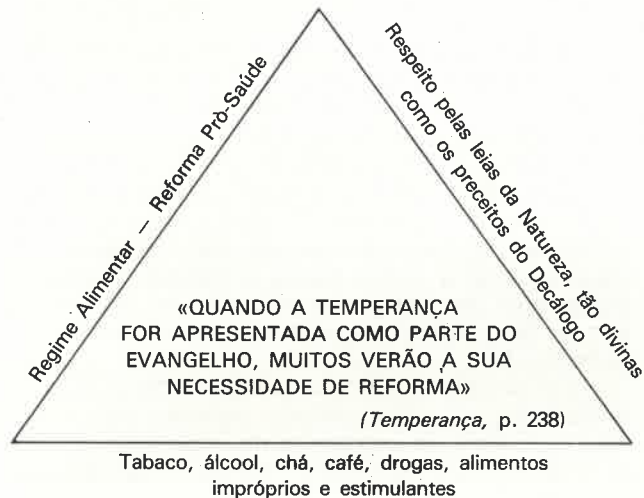 Regime Alimentar — Reforma Prò-Saúde
Respeito pelas leias da Natureza, tão divinas
como os preceitos do Decálogo
«QUANDO A TEMPERANÇA
FOR APRESENTADA COMO PARTE DO
EVANGELHO, MUITOS VERÃO A SUA
NECESSIDADE DE REFORMA»
(Temperança, p. 238)
Tabaco, álcool, chá, café, drogas, alimentos
impróprios e estimulantes